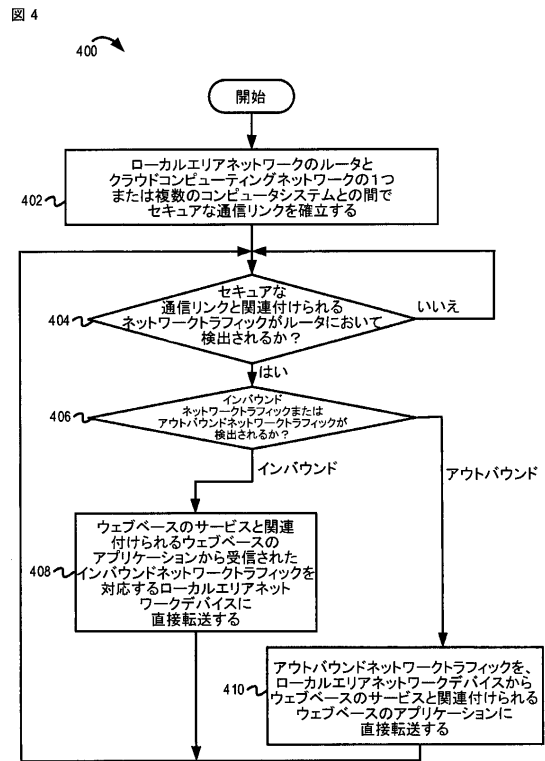 図 4
400
開始
ローカルエリアネットワークのルータと
クラウドコンピューティングネットワークの1つ
または複数のコンピュータシステムとの間で
セキュアな通信リンクを確立する
402
セキュアな
通信リンクと関連付けられる
ネットワークトラフィックがルータにおいて
検出されるか？
404
いいえ
はい
インバウンド
ネットワークトラフィックまたは
アウトバウンドネットワークトラフィックが
検出されるか？
406
インバウンド
アウトバウンド
ウェブベースのサービスと関連
付けられるウェブベースの
アプリケーションから受信された
インバウンドネットワークトラフィックを
対応するローカルエリアネット
ワークデバイスに
直接転送する
408
アウトバウンドネットワークトラフィックを、
ローカルエリアネットワークデバイスから
ウェブベースのサービスと関連付けられる
ウェブベースのアプリケーションに
直接転送する
410